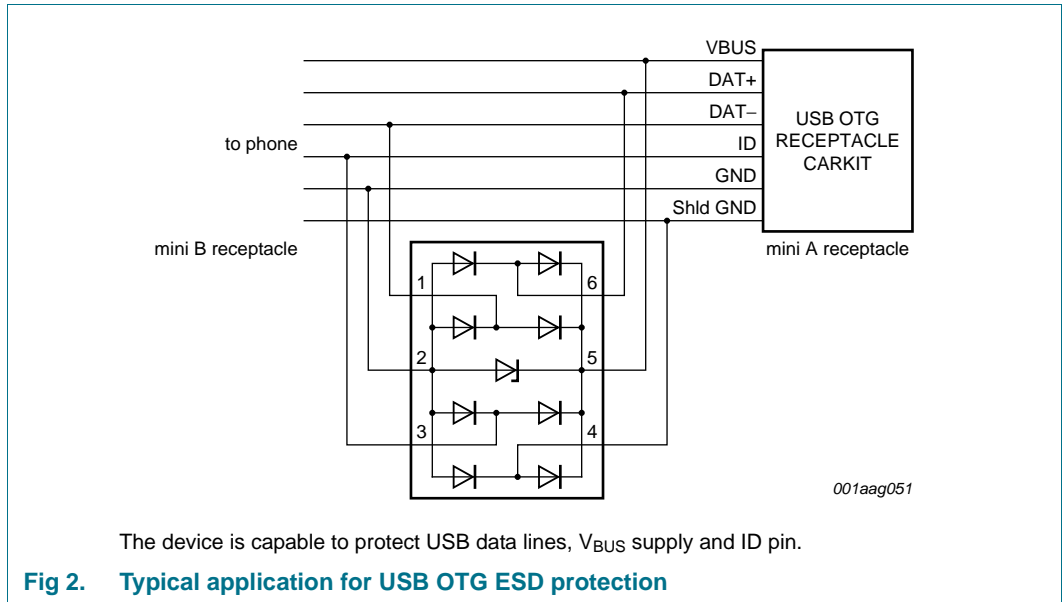 VBUS
DAT+
DAT−
to phone
ID
GND
Shld GND
USB OTG
RECEPTACLE
CARKIT
mini B receptacle
mini A receptacle
1
6
2
5
3
4
001aag051
The device is capable to protect USB data lines, VBUS supply and ID pin.
Fig 2. Typical application for USB OTG ESD protection